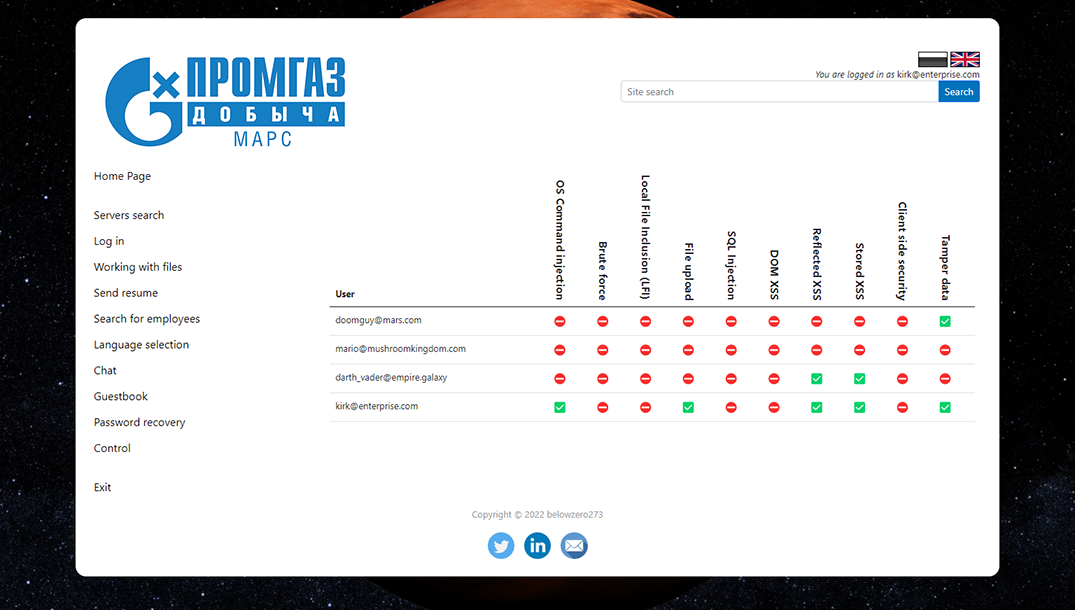 ПРОМГАЗ
ДОБЫЧА
МАРС
You are logged in as kirk@enterprise.com
Site search
Search
Home Page
Servers search
Log in
Working with files
Send resume
Search for employees
Language selection
Chat
Guestbook
Password recovery
Control
Exit
User
OS Command injection
Brute force
Local File Inclusion (LFI)
File upload
SQL Injection
DOM XSS
Reflected XSS
Stored XSS
Client side security
Tamper data
doomguy@mars.com
mario@mushroomkingdom.com
darth_vader@empire.galaxy
kirk@enterprise.com
Copyright © 2022 belowzero273
in